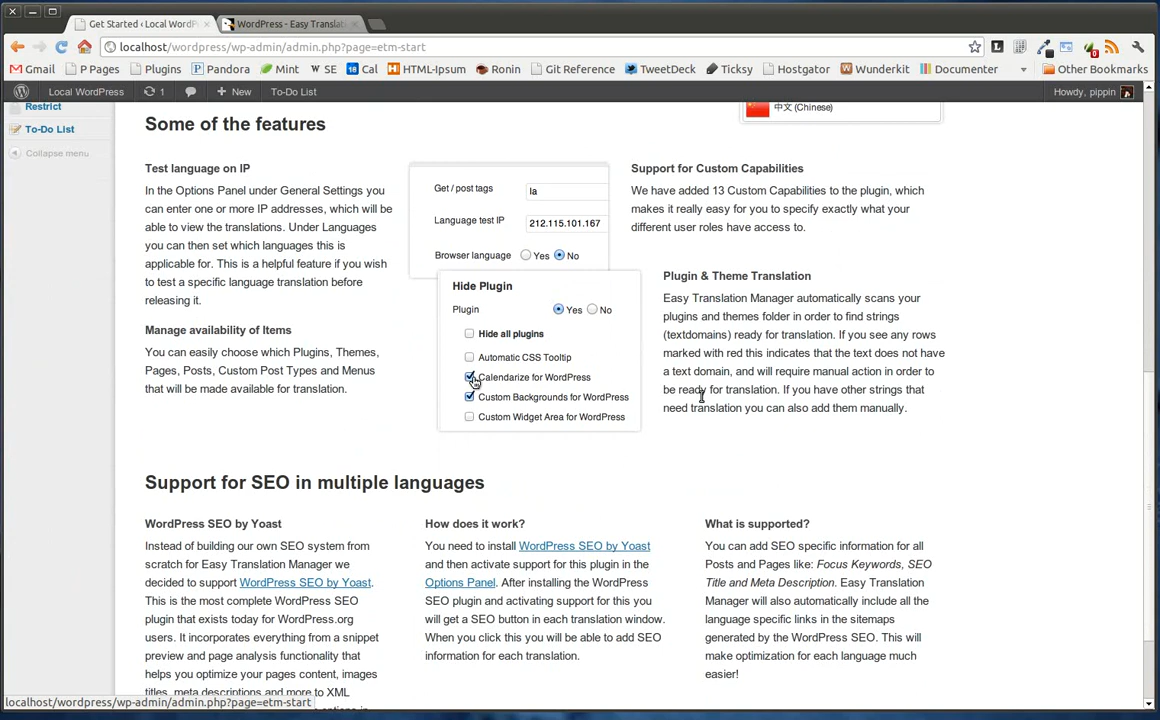 Get Started ‹ Local WordP
WordPress - Easy Translati
localhost/wordpress/wp-admin/admin.php?page=etm-start
Gmail
P Pages
Plugins
Pandora
Mint
SE
18 Cal
HTML-Ipsum
Ronin
Git Reference
TweetDeck
Ticksy
Hostgator
Wunderkit
Documenter
Other Bookmarks
Local WordPress
1
New
To-Do List
Howdy, pippin
Restrict
To-Do List
Collapse menu
中文 (Chinese)
Some of the features
Test language on IP
In the Options Panel under General Settings you
can enter one or more IP addresses, which will be
able to view the translations. Under Languages
you can then set which languages this is
applicable for. This is a helpful feature if you wish
to test a specific language translation before
releasing it.
Manage availability of Items
You can easily choose which Plugins, Themes,
Pages, Posts, Custom Post Types and Menus
that will be made available for translation.
Get / post tags
la
Language test IP
212.115.101.167
Browser language
Yes
No
Hide Plugin
Plugin
Yes
No
Hide all plugins
Automatic CSS Tooltip
Calendarize for WordPress
Custom Backgrounds for WordPress
Custom Widget Area for WordPress
Support for Custom Capabilities
We have added 13 Custom Capabilities to the plugin, which
makes it really easy for you to specify exactly what your
different user roles have access to.
Plugin & Theme Translation
Easy Translation Manager automatically scans your
plugins and themes folder in order to find strings
(textdomains) ready for translation. If you see any rows
marked with red this indicates that the text does not have
a text domain, and will require manual action in order to
be ready for translation. If you have other strings that
need translation you can also add them manually.
Support for SEO in multiple languages
WordPress SEO by Yoast
Instead of building our own SEO system from
scratch for Easy Translation Manager we
decided to support WordPress SEO by Yoast.
This is the most complete WordPress SEO
plugin that exists today for WordPress.org
users. It incorporates everything from a snippet
preview and page analysis functionality that
helps you optimize your pages content, images
titles, meta descriptions and more to XML
How does it work?
You need to install WordPress SEO by Yoast
and then activate support for this plugin in the
Options Panel. After installing the WordPress
SEO plugin and activating support for this you
will get a SEO button in each translation window.
When you click this you will be able to add SEO
information for each translation.
What is supported?
You can add SEO specific information for all
Posts and Pages like: Focus Keywords, SEO
Title and Meta Description. Easy Translation
Manager will also automatically include all the
language specific links in the sitemaps
generated by the WordPress SEO. This will
make optimization for each language much
easier!
localhost/wordpress/wp-admin/admin.php?page=etm-start